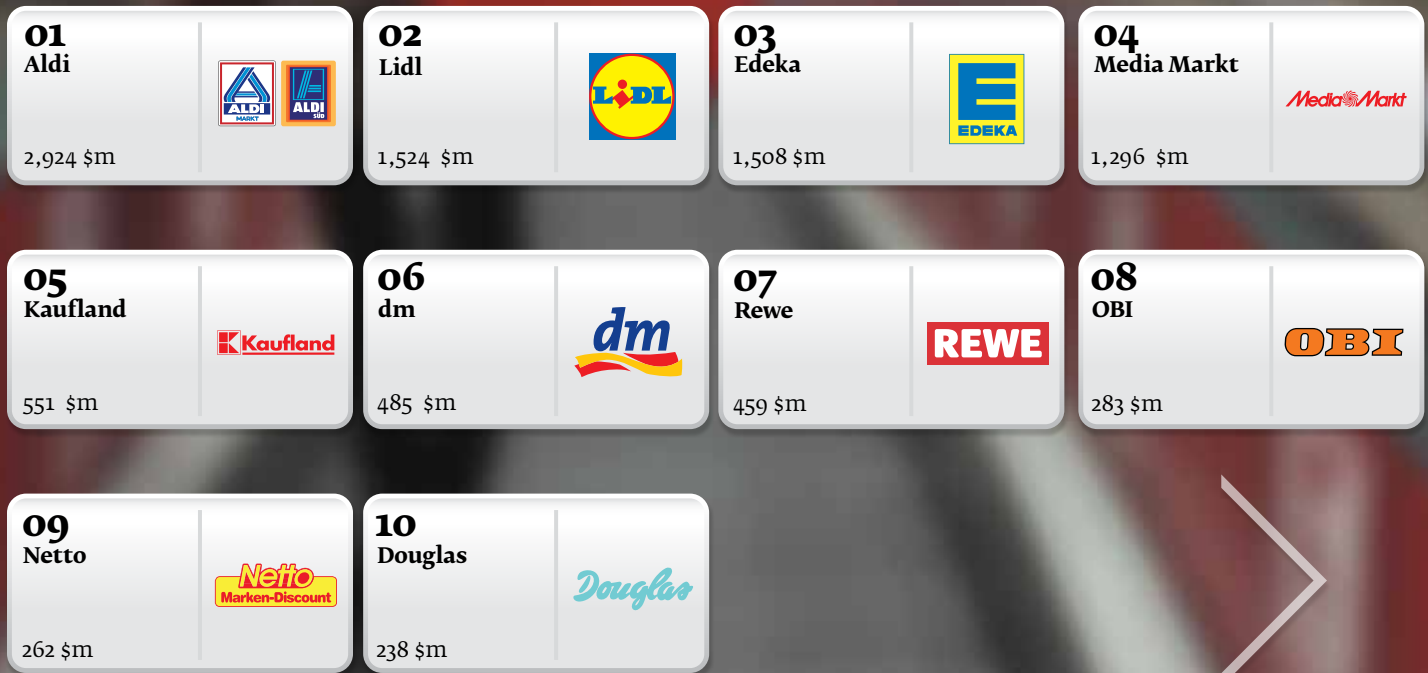 01
Aldi
ALDI
MARKT
ALDI
SÜD
2,924 $m
02
Lidl
LiDL
1,524 $m
03
Edeka
EDEKA
1,508 $m
04
Media Markt
Media Markt
1,296 $m
05
Kaufland
Kaufland
551 $m
06
dm
dm
485 $m
07
Rewe
REWE
459 $m
08
OBI
OBI
283 $m
09
Netto
Netto
Marken-Discount
262 $m
10
Douglas
Douglas
238 $m